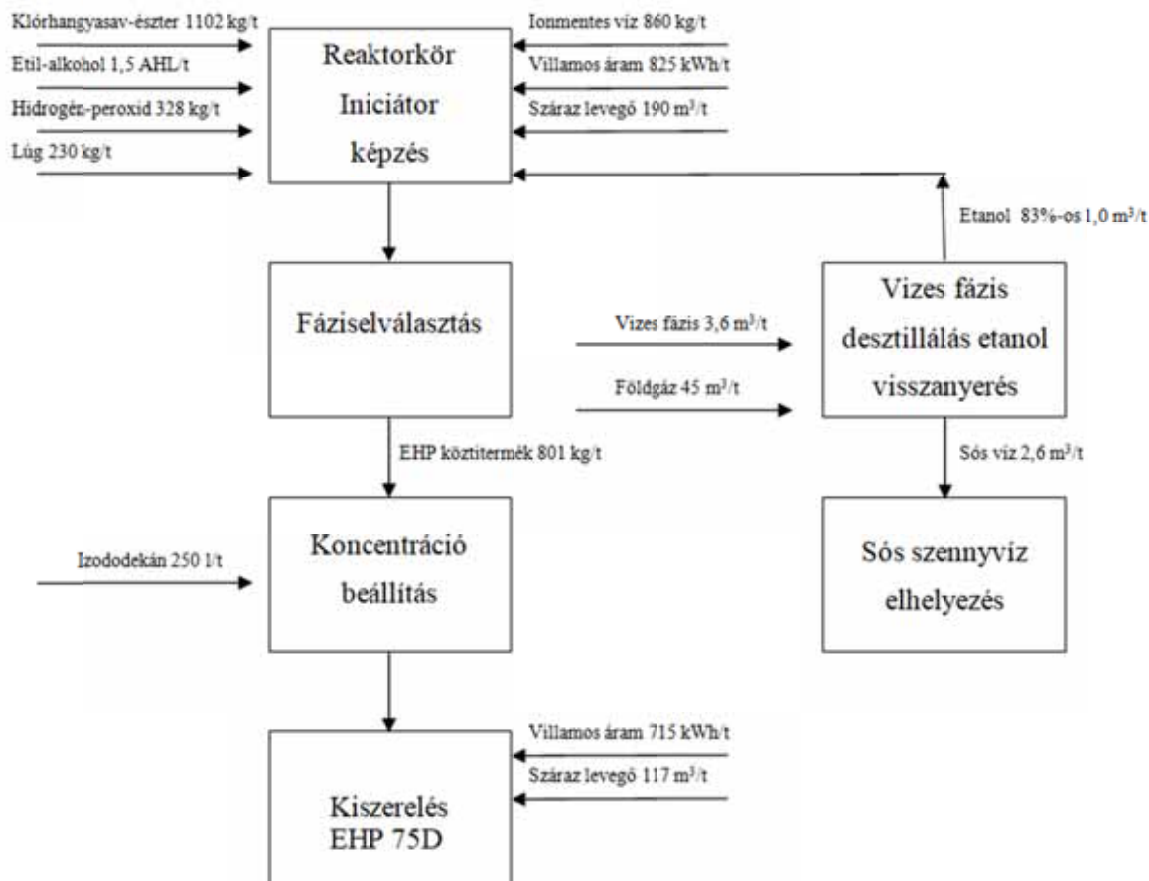 Klórhangyasav-észter 1102 kg/t
Etil-alkohol 1,5 AHL/t
Hidrogén-peroxid 328 kg/t
Lúg 230 kg/t
Reaktorkör
Iniciátor
képzés
Ionmentes víz 860 kg/t
Villamos áram 825 kWh/t
Száraz levegő 190 m³/t
Etanol 83%-os 1,0 m³/t
Fáziselválasztás
Vizes fázis 3,6 m³/t
Földgáz 45 m³/t
Vizes fázis
desztillálás etanol
visszanyerés
EHP köztitermék 801 kg/t
Sós víz 2,6 m³/t
Izododekán 250 l/t
Koncentráció
beállítás
Sós szennyvíz
elhelyezés
Villamos áram 715 kWh/t
Száraz levegő 117 m³/t
Kiszerelés
EHP 75D